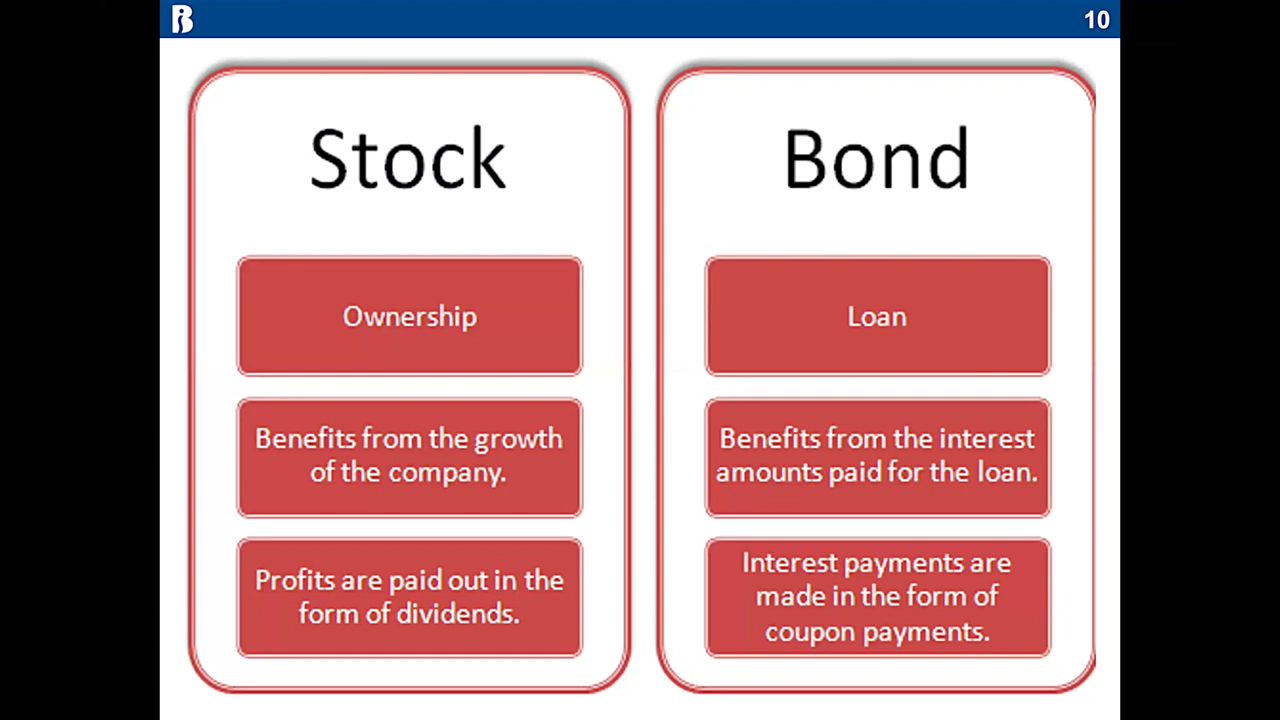 10
Stock
Ownership
Benefits from the growth
of the company.
Profits are paid out in the
form of dividends.
Bond
Loan
Benefits from the interest
amounts paid for the loan.
Interest payments are
made in the form of
coupon payments.